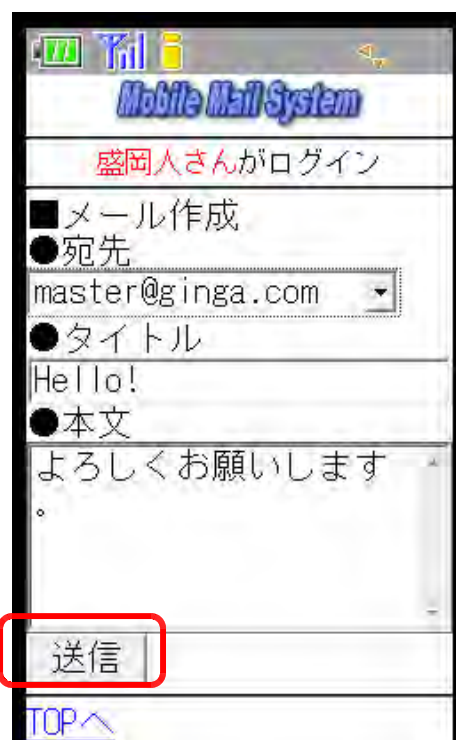 Mobile Mail System
盛岡人さんがログイン
■メール作成
●宛先
master@ginga.com
●タイトル
Hello!
●本文
よろしくお願いします
。
送信
TOPへ